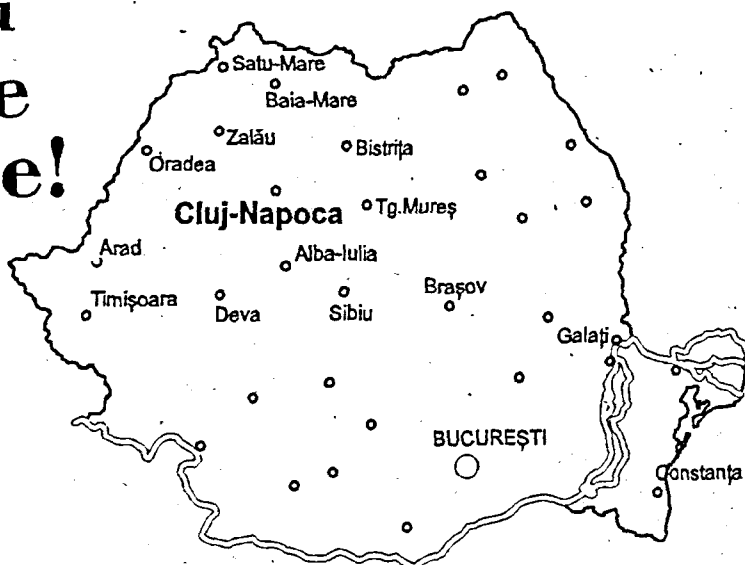 e
e!
Satu-Mare
Baia-Mare
Zalău
Oradea
Bistrița
Cluj-Napoca
Tg.Mureș
Arad
Alba-Iulia
Timișoara
Deva
Sibiu
Brașov
Galați
BUCUREȘTI
Constanța